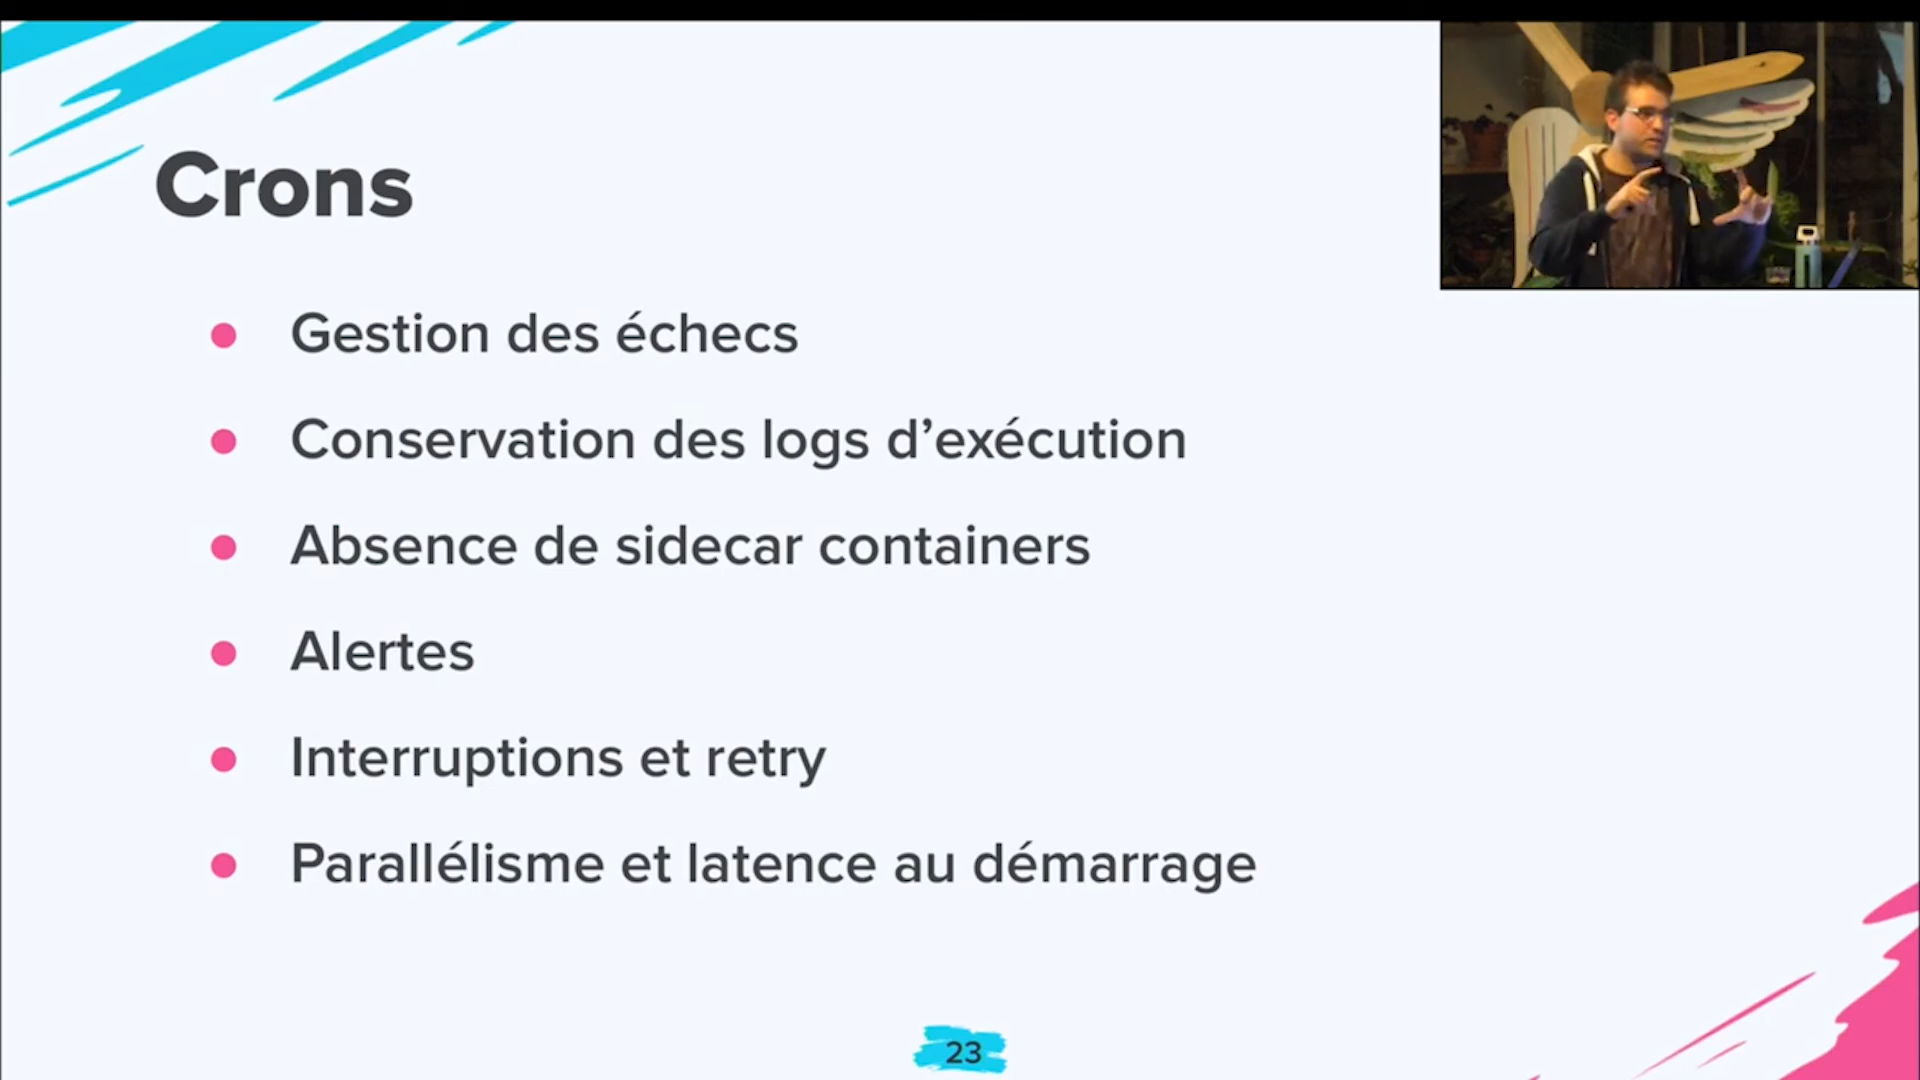 Crons
Gestion des échecs
Conservation des logs d’exécution
Absence de sidecar containers
Alertes
Interruptions et retry
Parallélisme et latence au démarrage
23